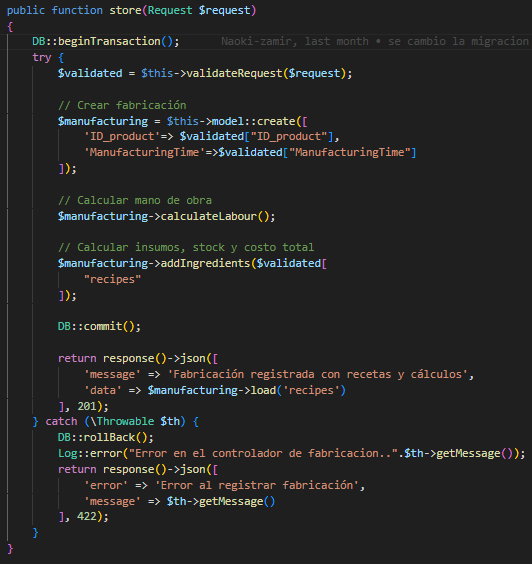 public function store(Request $request)
{
    DB::beginTransaction();     Naoki-zamir, last month • se cambio la migracion
    try {
        $validated = $this->validateRequest($request);

        // Crear fabricación
        $manufacturing = $this->model::create([
            'ID_product'=> $validated["ID_product"],
            'ManufacturingTime'=>$validated["ManufacturingTime"]
        ]);

        // Calcular mano de obra
        $manufacturing->calculateLabour();

        // Calcular insumos, stock y costo total
        $manufacturing->addIngredients($validated[
            "recipes"
        ]);

        DB::commit();

        return response()->json([
            'message' => 'Fabricación registrada con recetas y cálculos',
            'data' => $manufacturing->load('recipes')
        ], 201);
    } catch (\Throwable $th) {
        DB::rollBack();
        Log::error("Error en el controlador de fabricacion..".$th->getMessage());
        return response()->json([
            'error' => 'Error al registrar fabricación',
            'message' => $th->getMessage()
        ], 422);
    }
}